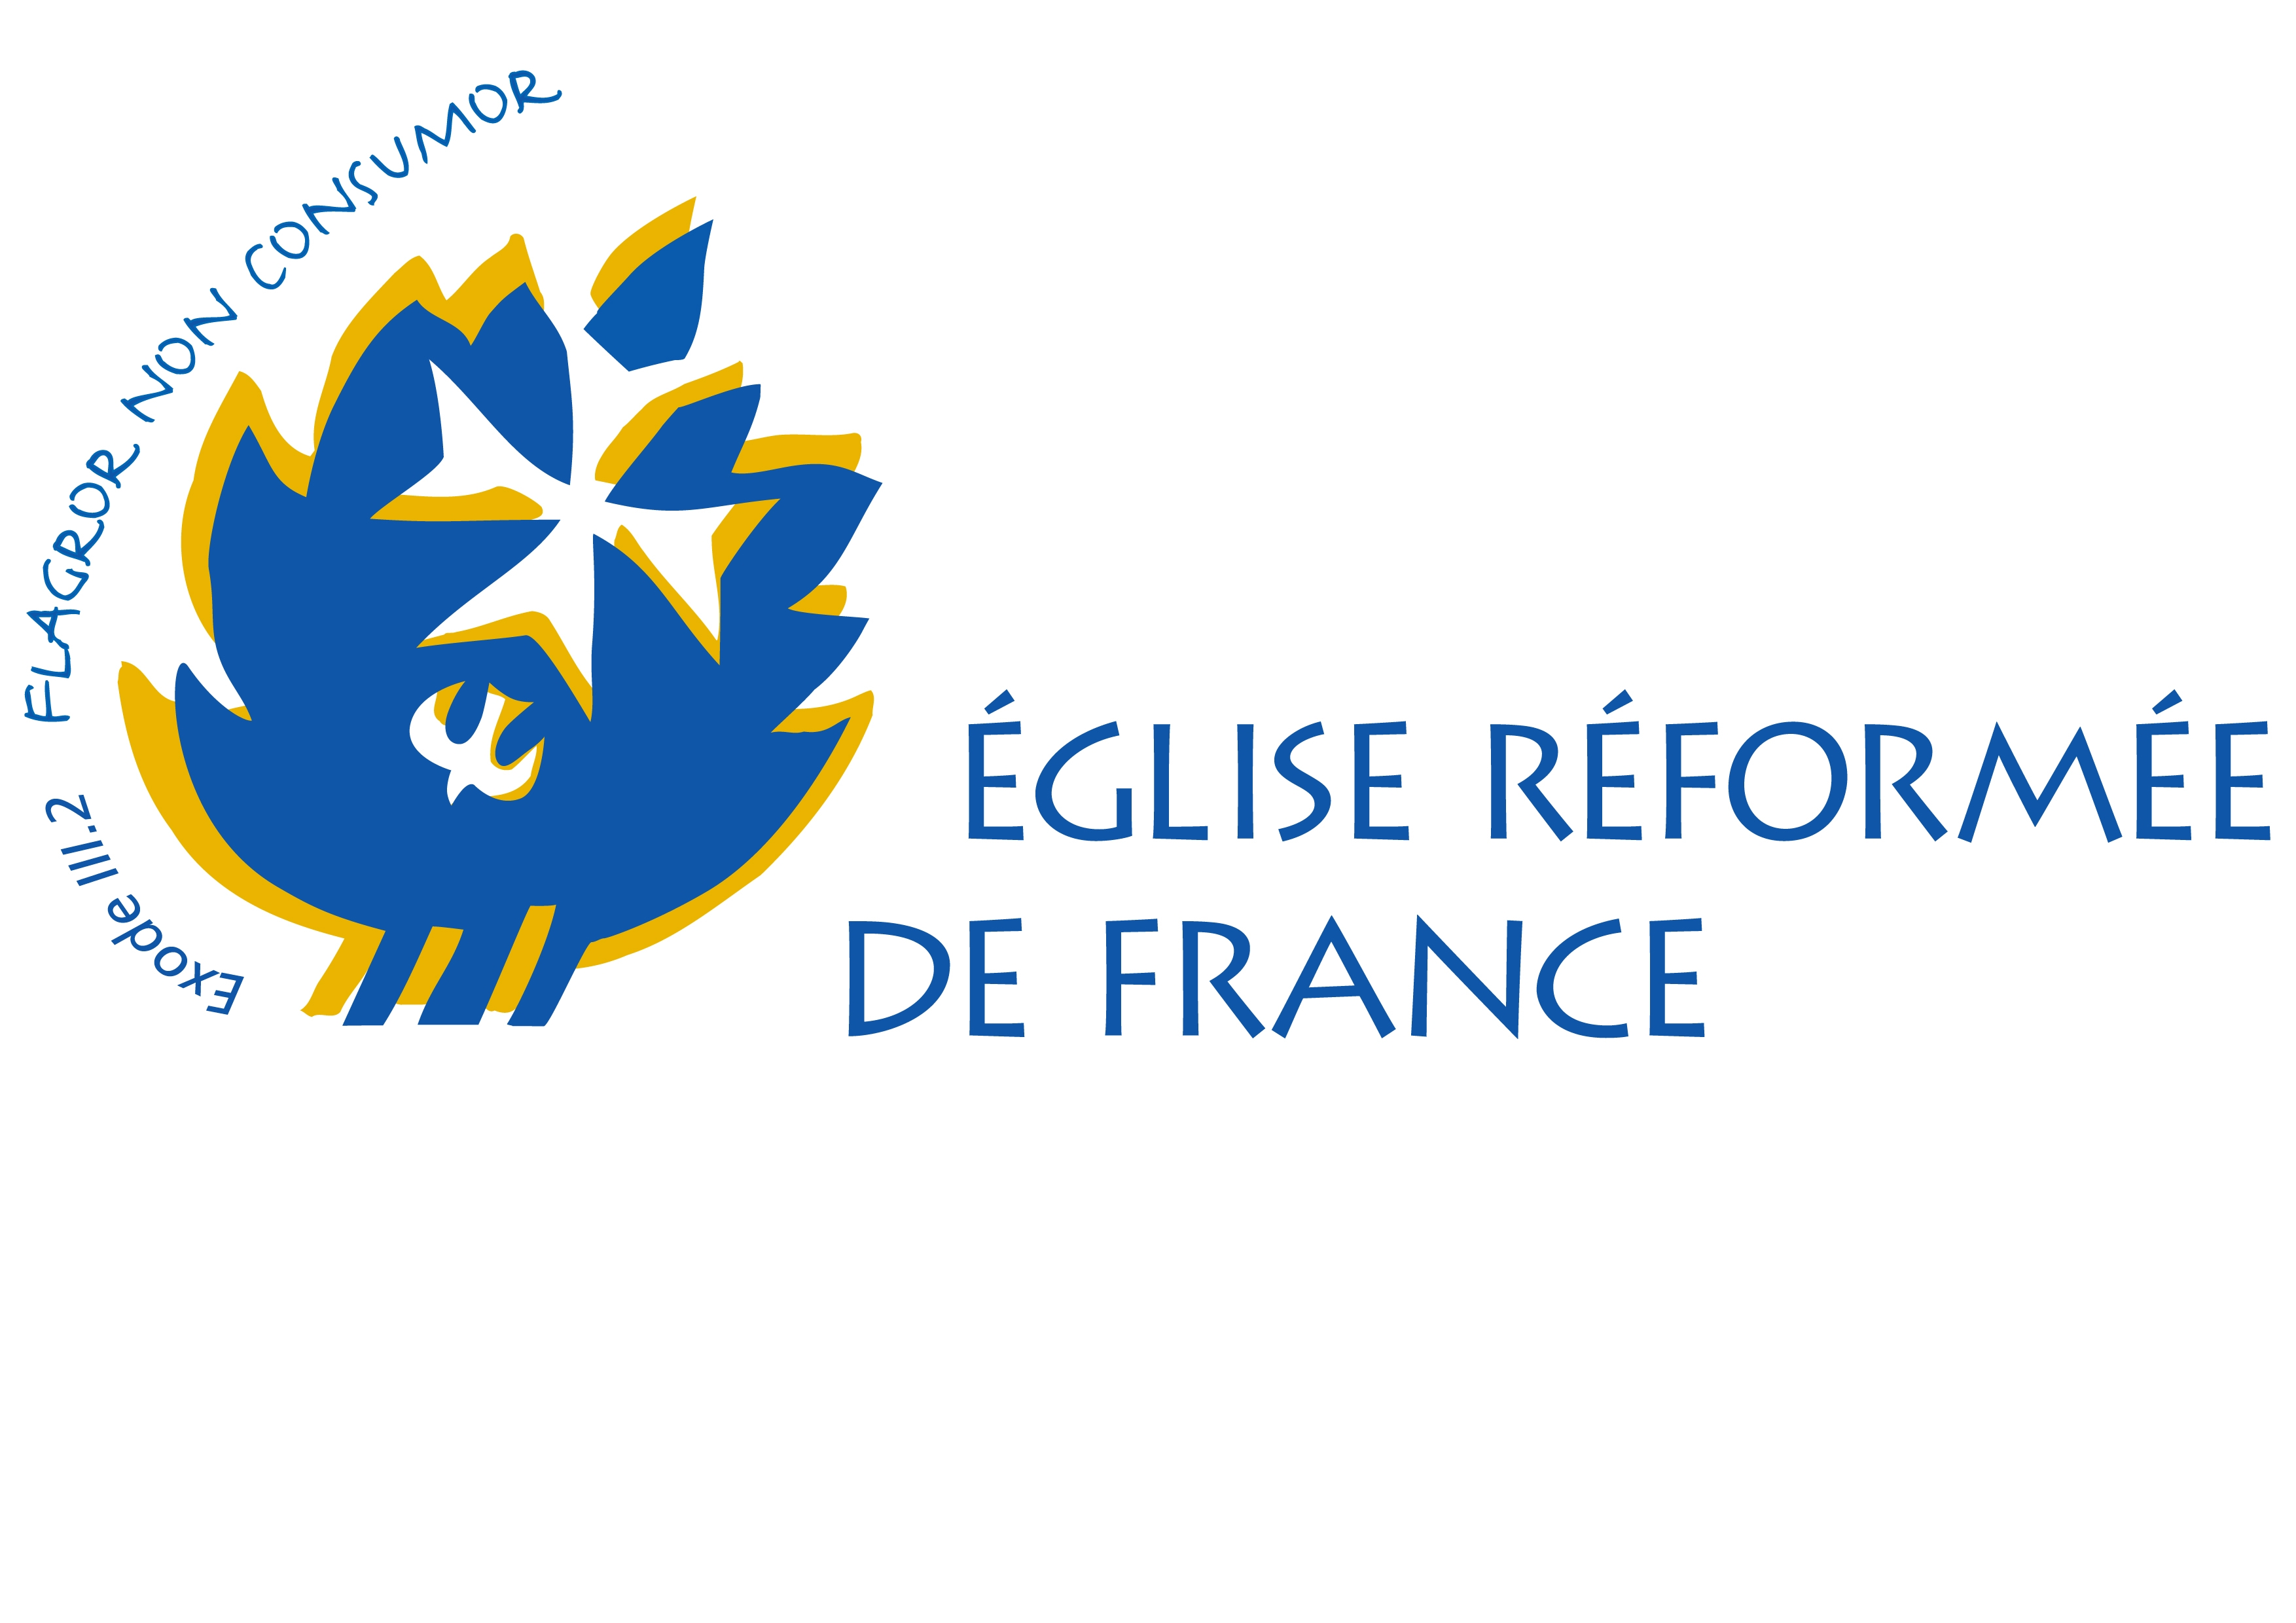 FLAGROR NON CONSUMOR
Exode III-2
ÉGLISE RÉFORMÉE
DE FRANCE